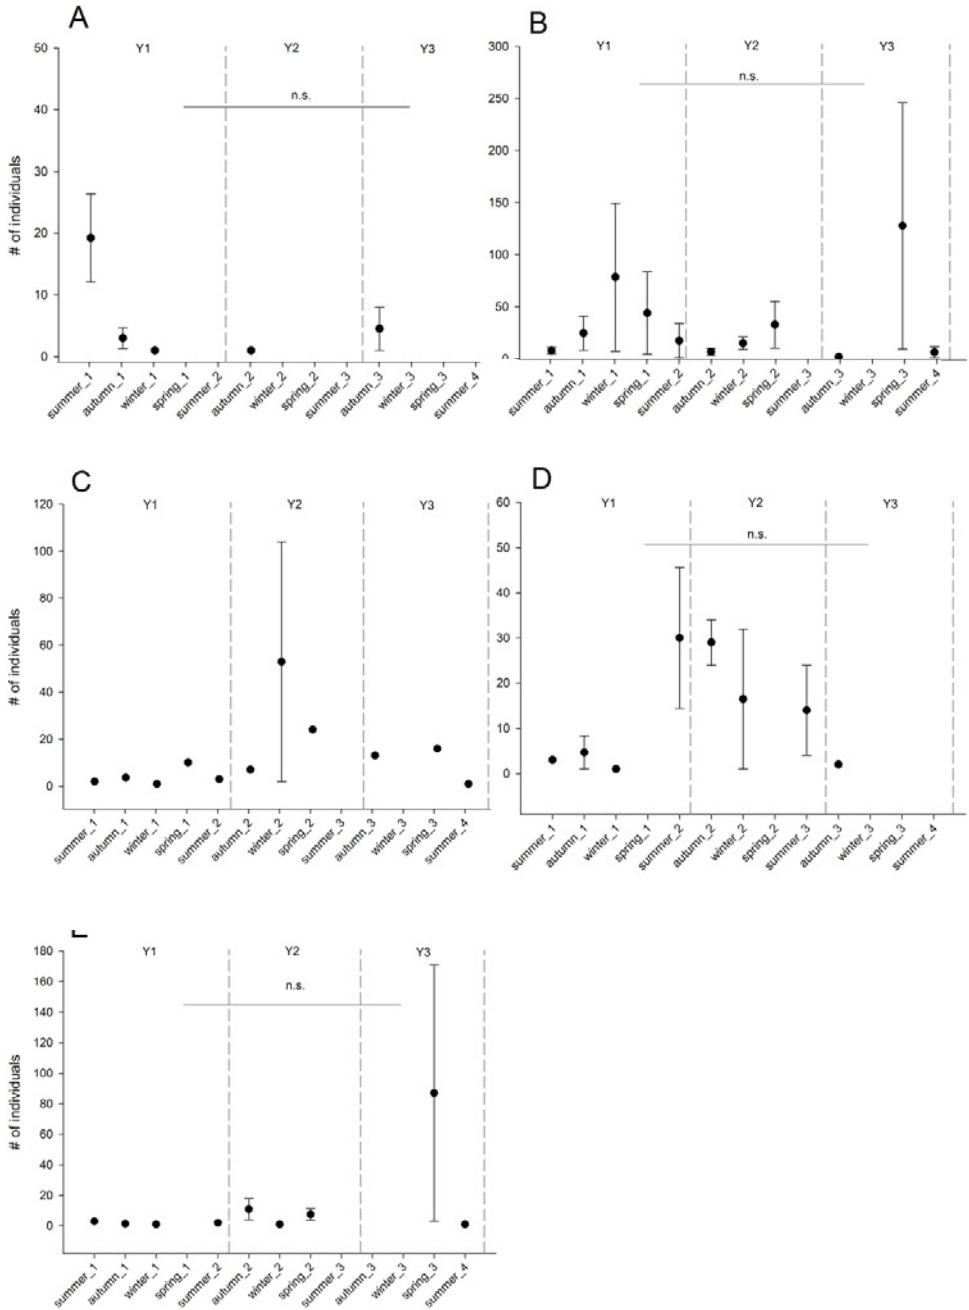 A
Y1 Y2 Y3
n.s.
# of individuals
50
40
30
20
10
0
summer_1 autumn_1 winter_1 spring_1 summer_2 autumn_2 winter_2 spring_2 summer_3 autumn_3 winter_3 spring_3 summer_4
B
Y1 Y2 Y3
n.s.
300
250
200
150
100
50
0
summer_1 autumn_1 winter_1 spring_1 summer_2 autumn_2 winter_2 spring_2 summer_3 autumn_3 winter_3 spring_3 summer_4
C
Y1 Y2 Y3
# of individuals
120
100
80
60
40
20
0
summer_1 autumn_1 winter_1 spring_1 summer_2 autumn_2 winter_2 spring_2 summer_3 autumn_3 winter_3 spring_3 summer_4
D
Y1 Y2 Y3
n.s.
60
50
40
30
20
10
0
summer_1 autumn_1 winter_1 spring_1 summer_2 autumn_2 winter_2 spring_2 summer_3 autumn_3 winter_3 spring_3 summer_4
Y1 Y2 Y3
n.s.
# of individuals
180
160
140
120
100
80
60
40
20
0
summer_1 autumn_1 winter_1 spring_1 summer_2 autumn_2 winter_2 spring_2 summer_3 autumn_3 winter_3 spring_3 summer_4